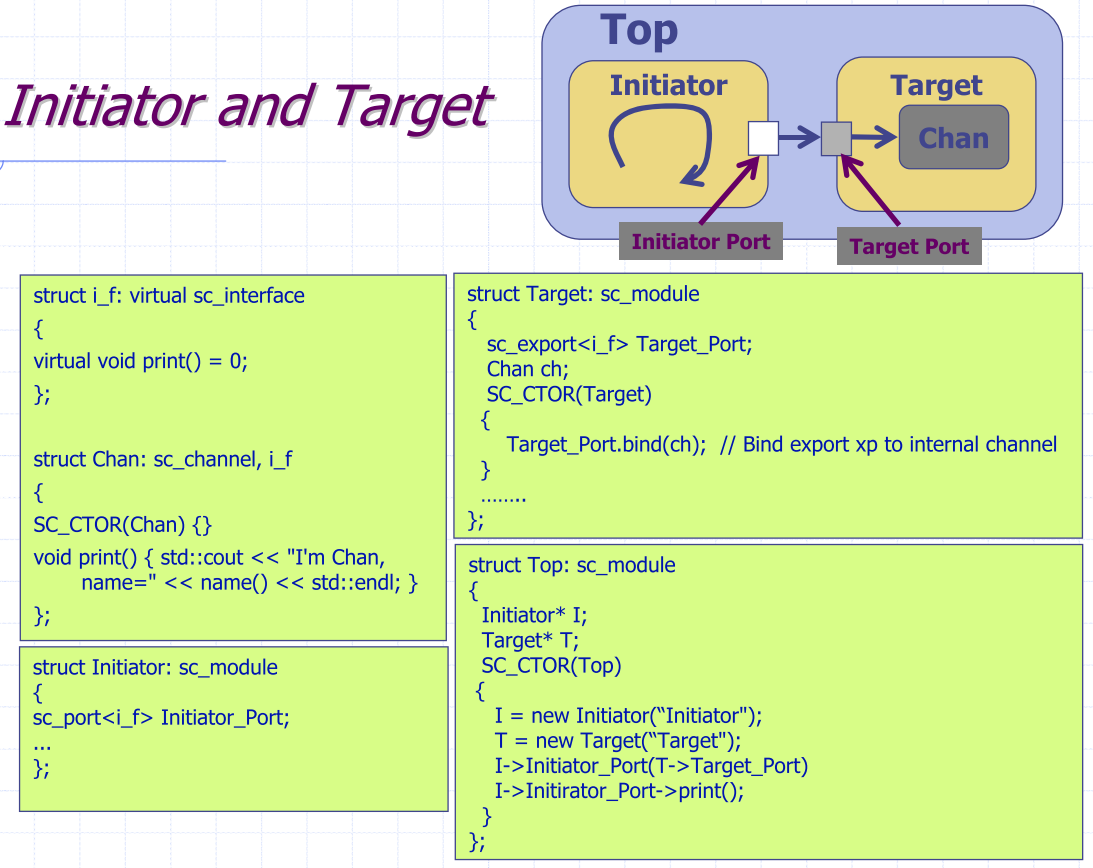 Top
Initiator
Target
Chan
Initiator Port
Target Port
Initiator and Target
struct i_f: virtual sc_interface
{
virtual void print() = 0;
};
struct Chan: sc_channel, i_f
{
SC_CTOR(Chan) {}
void print() { std::cout << "I'm Chan,
name=" << name() << std::endl; }
};
struct Initiator: sc_module
{
sc_port<i_f> Initiator_Port;
...
};
struct Target: sc_module
{
sc_export<i_f> Target_Port;
Chan ch;
SC_CTOR(Target)
{
Target_Port.bind(ch);  // Bind export xp to internal channel
}
........
};
struct Top: sc_module
{
Initiator* I;
Target* T;
SC_CTOR(Top)
{
I = new Initiator(“Initiator");
T = new Target(“Target");
I->Initiator_Port(T->Target_Port)
I->Initirator_Port->print();
}
};